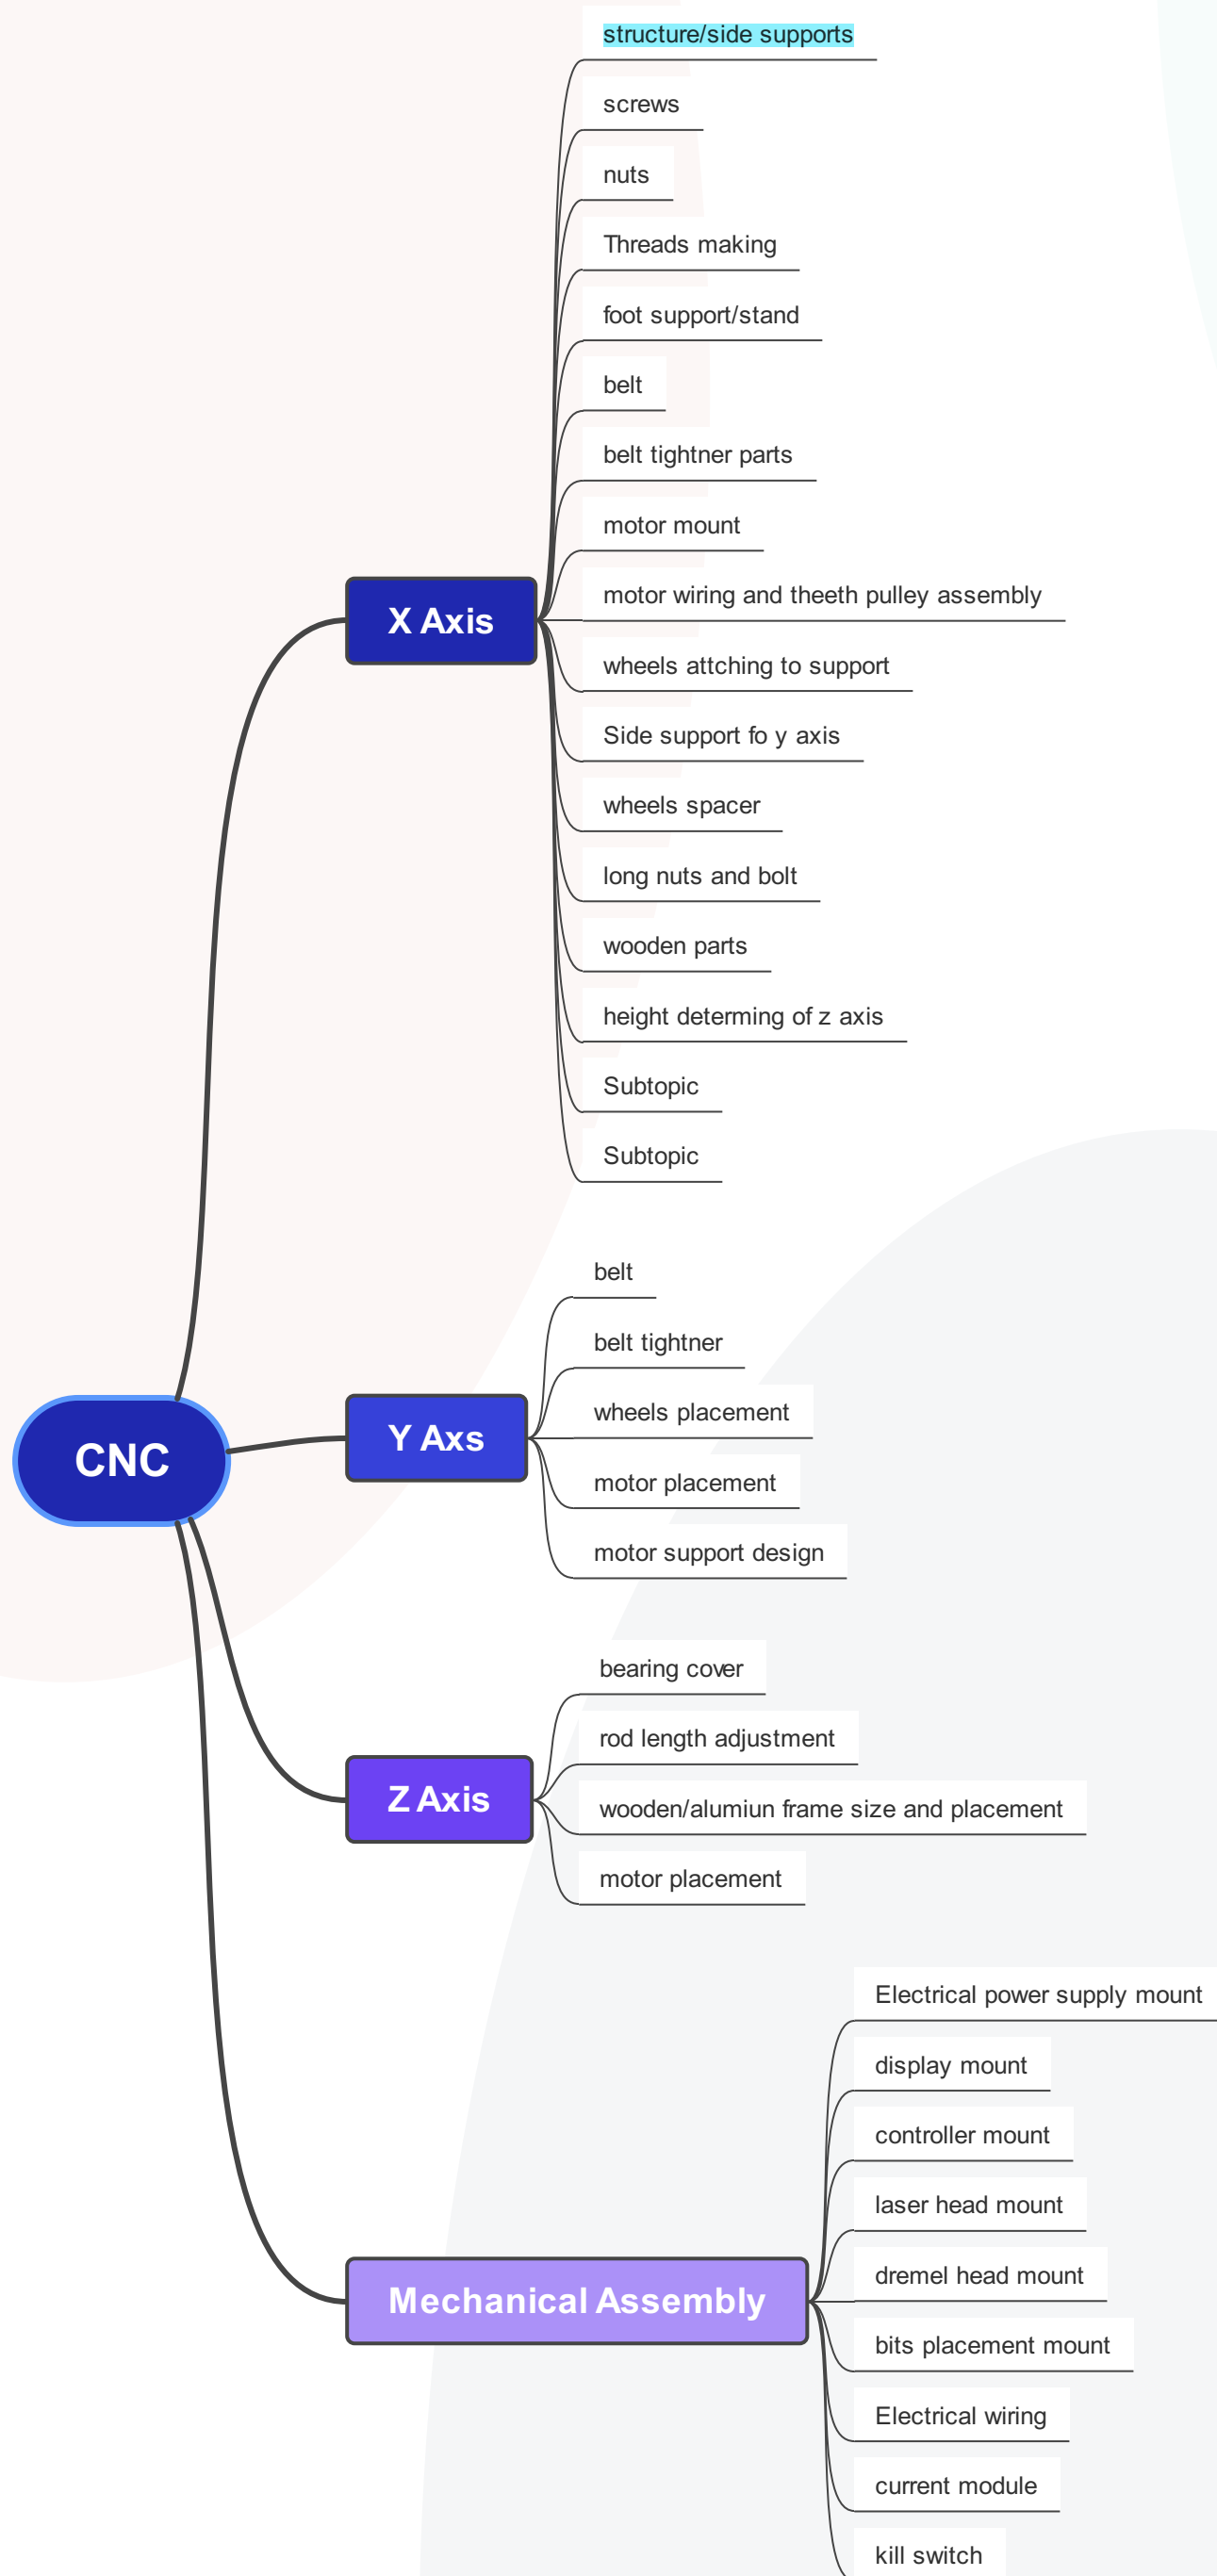 structure/side supports
screws
nuts
Threads making
foot support/stand
belt
belt tightner parts
motor mount
X Axis
motor wiring and theeth pulley assembly
wheels attching to support
Side support fo y axis
wheels spacer
long nuts and bolt
wooden parts
height determing of z axis
Subtopic
Subtopic
belt
belt tightner
wheels placement
Y Axs
CNC
motor placement
motor support design
bearing cover
rod length adjustment
Z Axis
wooden/alumiun frame size and placement
motor placement
Electrical power supply mount
display mount
controller mount
laser head mount
dremel head mount
Mechanical Assembly
bits placement mount
Electrical wiring
current module
kill switch